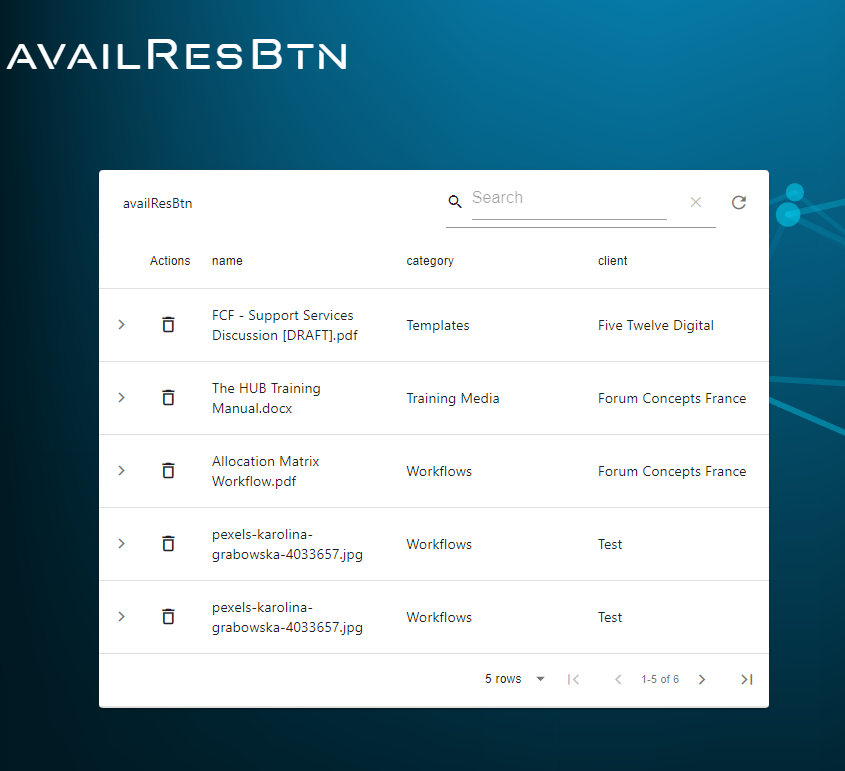 AVAILRESBTN
availResBtn
Search
Actions name category client
FCF - Support Services
Discussion [DRAFT].pdf
Templates
Five Twelve Digital
The HUB Training
Manual.docx
Training Media
Forum Concepts France
Allocation Matrix
Workflow.pdf
Workflows
Forum Concepts France
pexels-karolina-
grabowska-4033657.jpg
Workflows
Test
pexels-karolina-
grabowska-4033657.jpg
Workflows
Test
5 rows 1-5 of 6